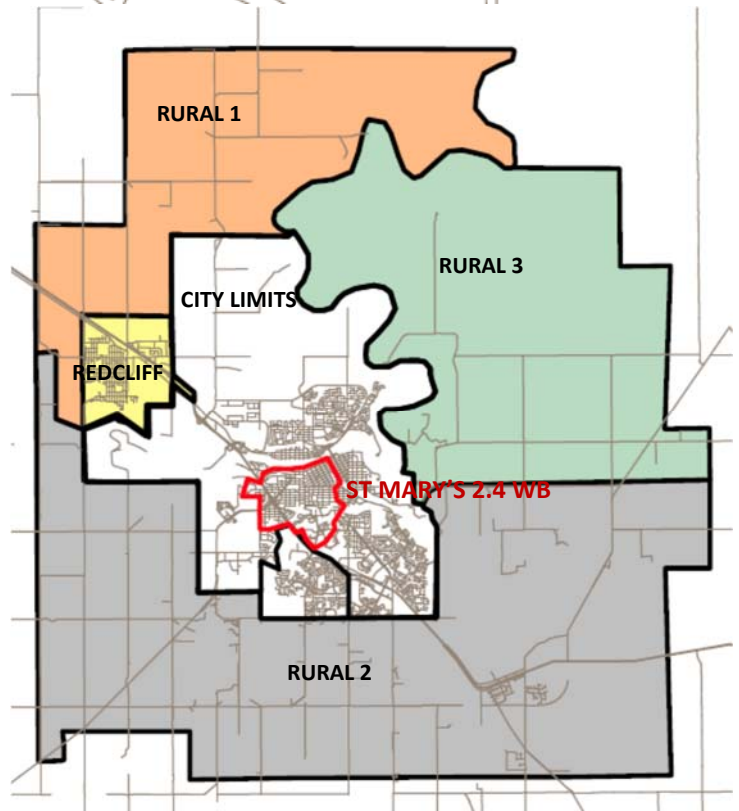 RURAL 1
RURAL 3
CITY LIMITS
REDCLIFF
ST MARY'S 2.4 WB
RURAL 2